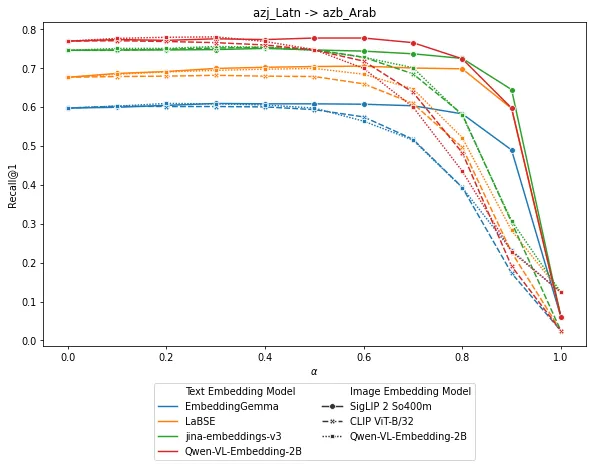 azj_Latn -> azb_Arab
Recall@1
0.8
0.7
0.6
0.5
0.4
0.3
0.2
0.1
0.0
0.0 0.2 0.4 0.6 0.8 1.0
α
Text Embedding Model
EmbeddingGemma
LaBSE
jina-embeddings-v3
Qwen-VL-Embedding-2B
Image Embedding Model
SigLIP 2 So400m
CLIP ViT-B/32
Qwen-VL-Embedding-2B